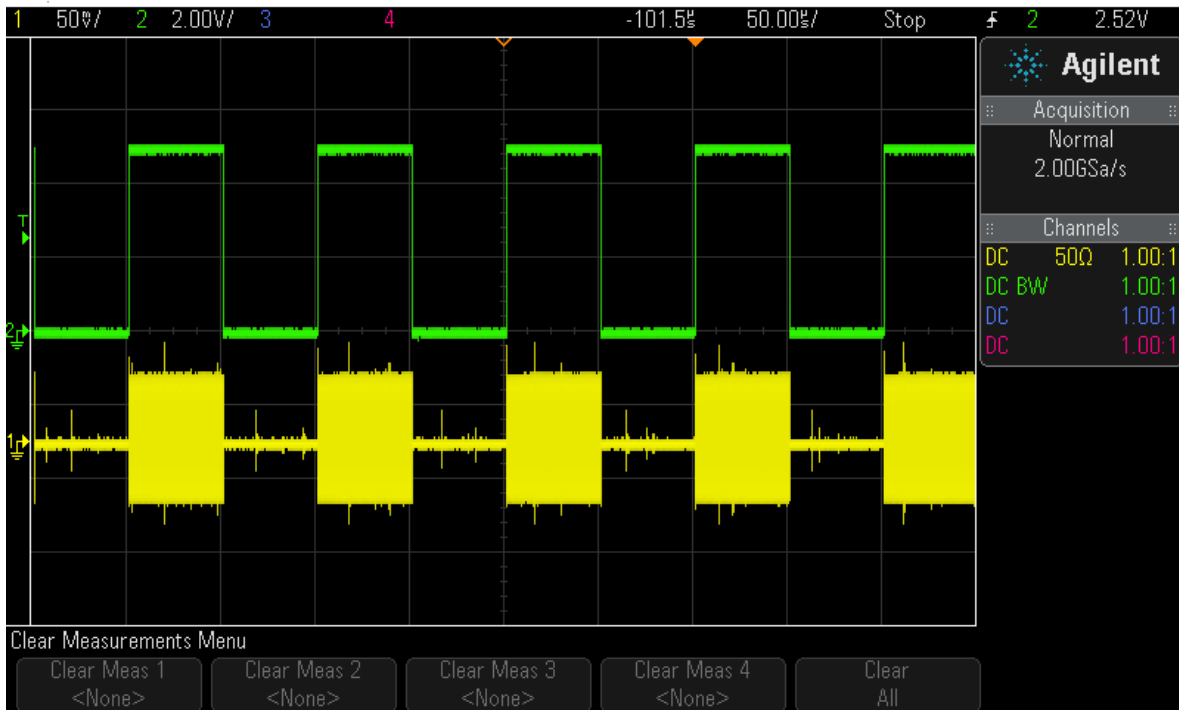 1 50mV/ 2 2.00V/ 3 4 -101.5µs 50.00µs/ Stop 2 2.52V
Agilent
Acquisition
Normal
2.00GSa/s
Channels
DC 50Ω 1.00:1
DC BW 1.00:1
DC 1.00:1
DC 1.00:1
T
2
1
Clear Measurements Menu
Clear Meas 1
<None>
Clear Meas 2
<None>
Clear Meas 3
<None>
Clear Meas 4
<None>
Clear
All